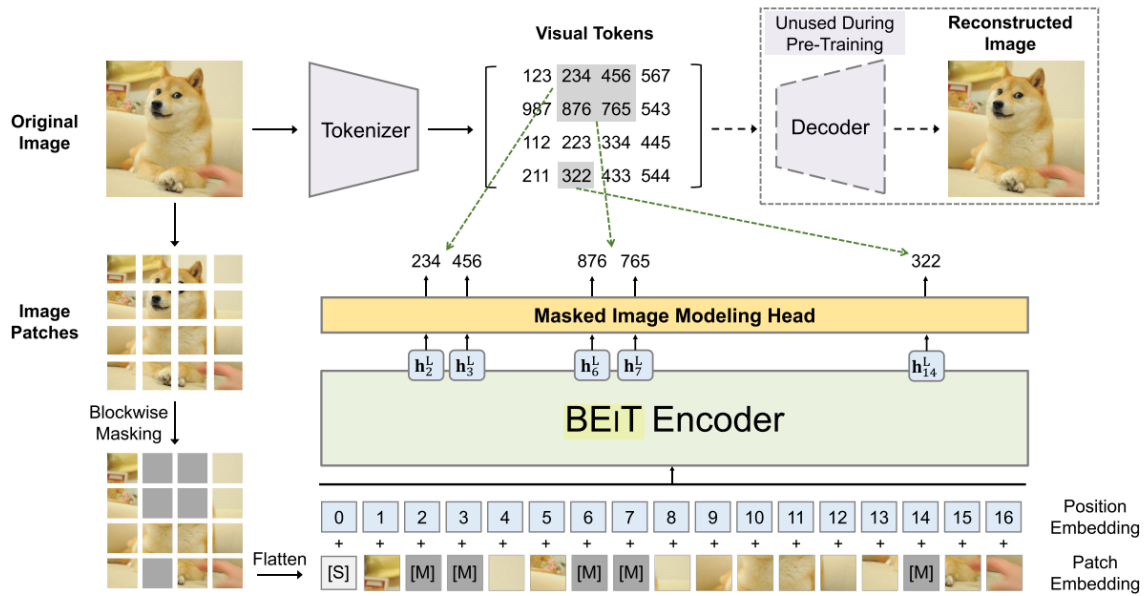 Original
Image
Tokenizer
Visual Tokens
123 234 456 567
987 876 765 543
112 223 334 445
211 322 433 544
Unused During
Pre-Training
Decoder
Reconstructed
Image
Image
Patches
234 456 876 765 322
Masked Image Modeling Head
h₂ᴸ h₃ᴸ h₆ᴸ h₇ᴸ h₁₄ᴸ
BEIT Encoder
Blockwise
Masking
Flatten
0 1 2 3 4 5 6 7 8 9 10 11 12 13 14 15 16
Position
Embedding
+ + + + + + + + + + + + + + + + +
[S] [M] [M] [M] [M] [M]
Patch
Embedding